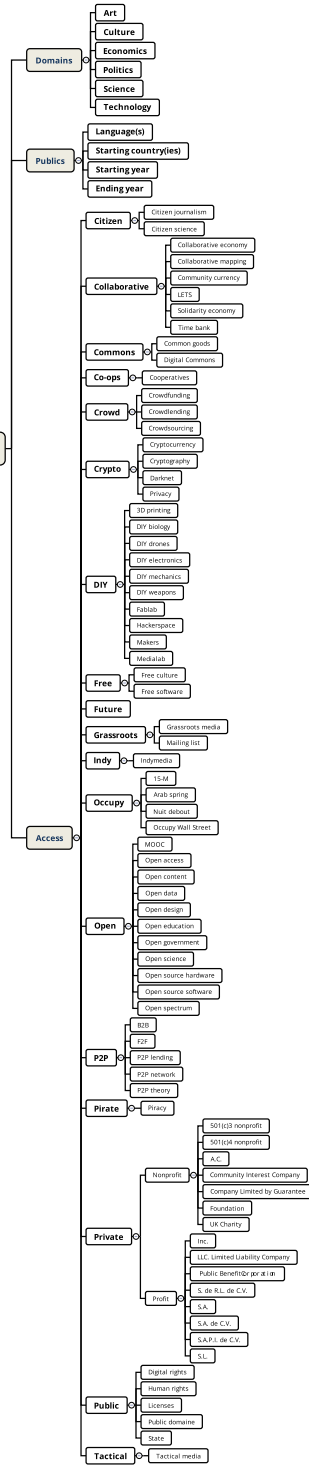 Domains
Art
Culture
Economics
Politics
Science
Technology
Publics
Language(s)
Starting country(ies)
Starting year
Ending year
Access
Citizen
Citizen journalism
Citizen science
Collaborative
Collaborative economy
Collaborative mapping
Community currency
LETS
Solidarity economy
Time bank
Commons
Common goods
Digital Commons
Co-ops
Cooperatives
Crowd
Crowdfunding
Crowdlending
Crowdsourcing
Crypto
Cryptocurrency
Cryptography
Darknet
Privacy
DIY
3D printing
DIY biology
DIY drones
DIY electronics
DIY mechanics
DIY weapons
Fablab
Hackerspace
Makers
Medialab
Free
Free culture
Free software
Future
Grassroots
Grassroots media
Mailing list
Indy
Indymedia
Occupy
15-M
Arab spring
Nuit debout
Occupy Wall Street
Open
MOOC
Open access
Open content
Open data
Open design
Open education
Open government
Open science
Open source hardware
Open source software
Open spectrum
P2P
B2B
F2F
P2P lending
P2P network
P2P theory
Pirate
Piracy
Private
Nonprofit
501(c)3 nonprofit
501(c)4 nonprofit
A.C.
Community Interest Company
Company Limited by Guarantee
Foundation
UK Charity
Profit
Inc.
LLC. Limited Liability Company
Public Benefit Corporation
S. de R.L. de C.V.
S.A.
S.A. de C.V.
S.A.P.I. de C.V.
S.L.
Public
Digital rights
Human rights
Licenses
Public domaine
State
Tactical
Tactical media